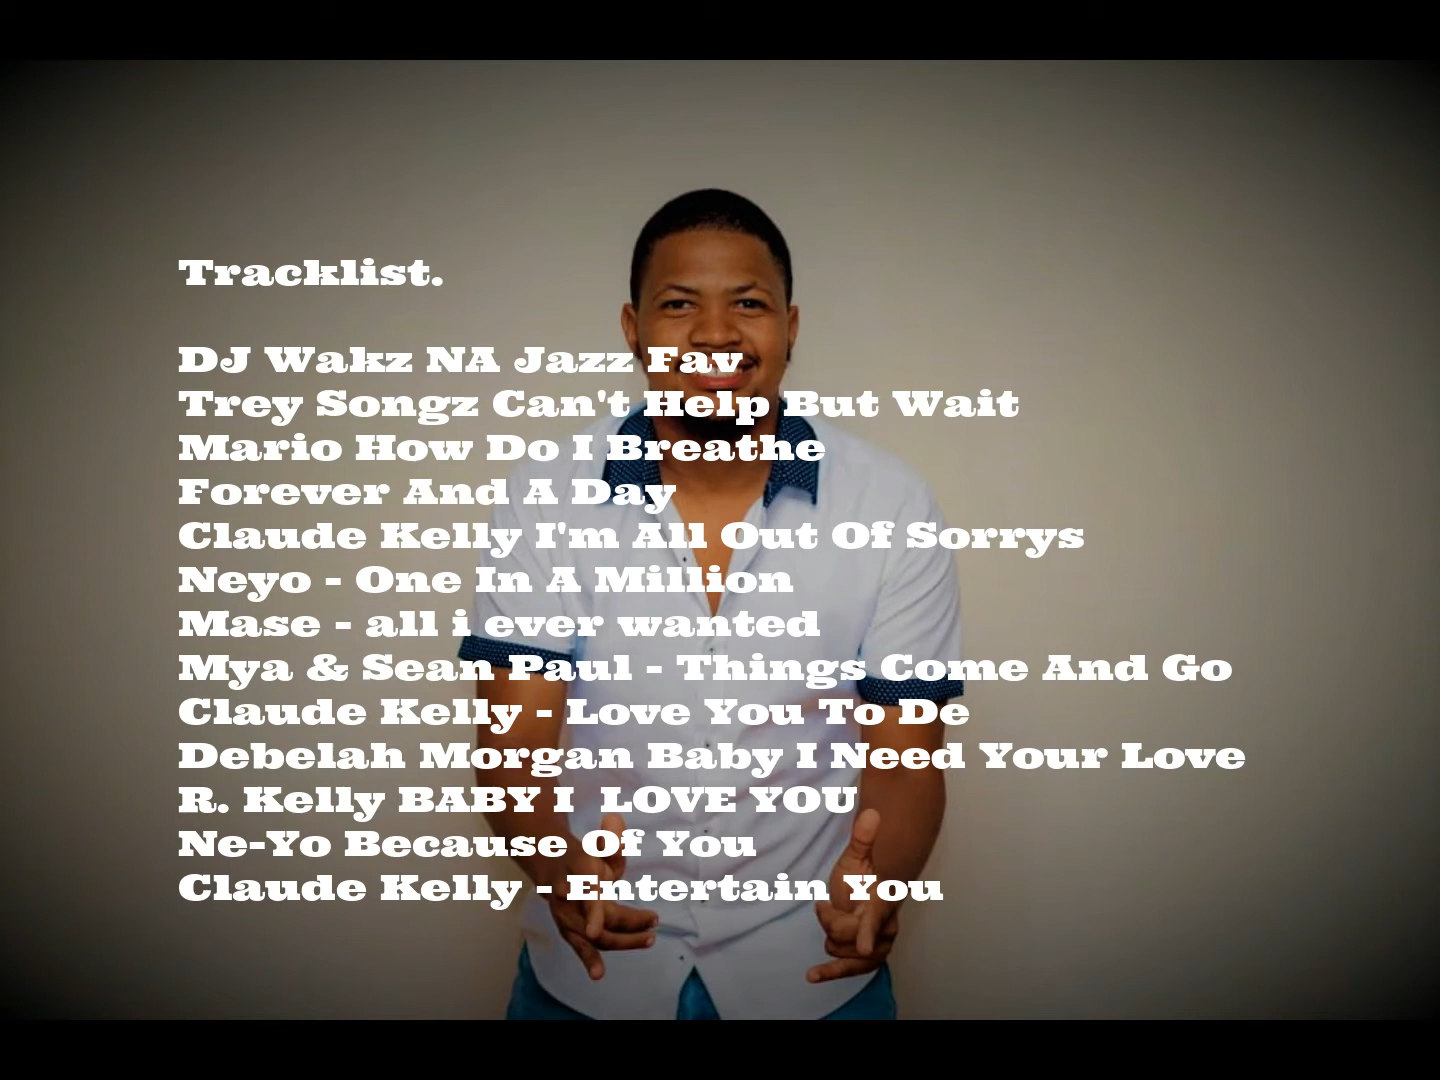 Tracklist.
DJ Wakz NA Jazz Fav
Trey Songz Can't Help But Wait
Mario How Do I Breathe
Forever And A Day
Claude Kelly I'm All Out Of Sorrys
Neyo - One In A Million
Mase - all i ever wanted
Mya & Sean Paul - Things Come And Go
Claude Kelly - Love You To De
Debelah Morgan Baby I Need Your Love
R. Kelly BABY I  LOVE YOU
Ne-Yo Because Of You
Claude Kelly - Entertain You